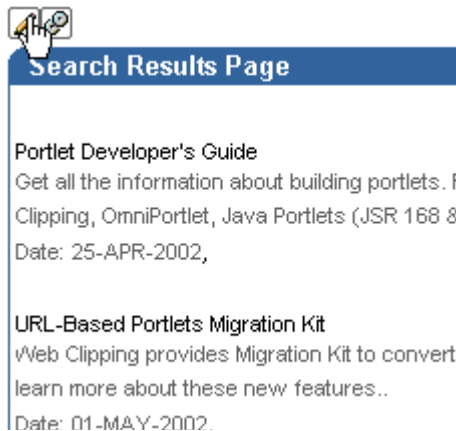 Search Results Page
Portlet Developer's Guide
Get all the information about building portlets.
Clipping, OmniPortlet, Java Portlets (JSR 168 &
Date: 25-APR-2002,
URL-Based Portlets Migration Kit
Web Clipping provides Migration Kit to convert
learn more about these new features..
Date: 01-MAY-2002,